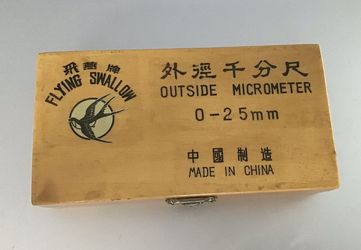 飛燕牌
FLYING SWALLOW
外徑千分尺
OUTSIDE MICROMETER
0-25mm
中國製造
MADE IN CHINA